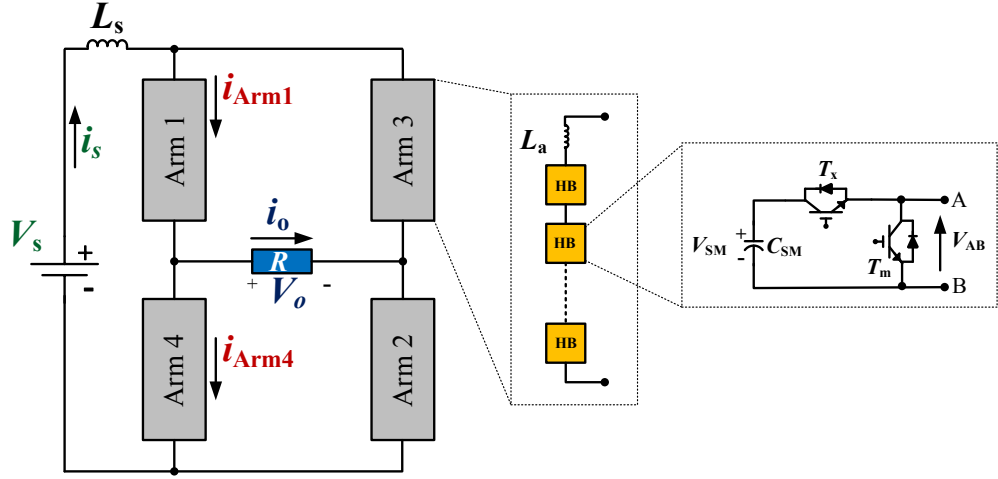 Ls
iArm1
is
Arm 1
Arm 3
La
HB
HB
HB
Tx
A
VSM
+
-
CSM
VAB
Tm
B
io
R
+
-
Vo
Vs
+
-
Arm 4
iArm4
Arm 2